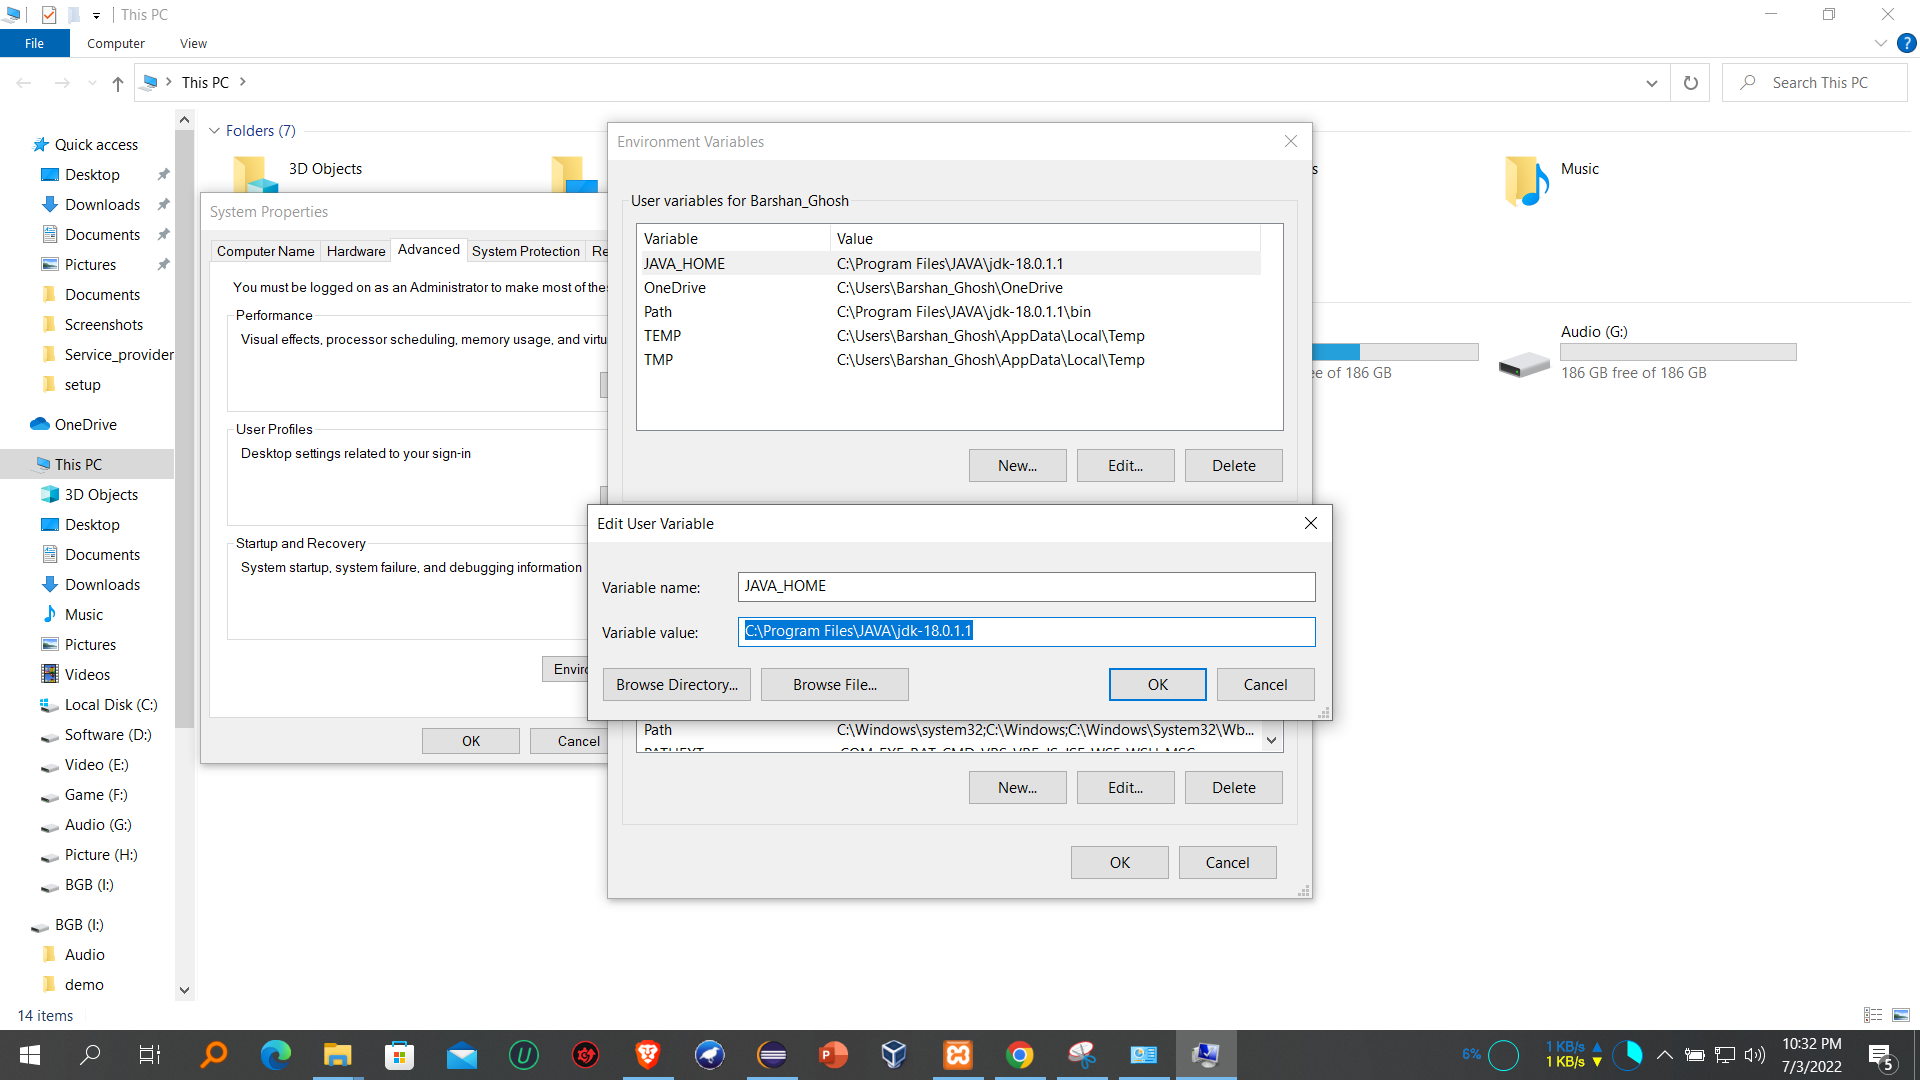 This PC
File
Computer
View
This PC
Search This PC
Quick access
Desktop
Downloads
Documents
Pictures
Documents
Screenshots
Service_provider
setup
OneDrive
This PC
3D Objects
Desktop
Documents
Downloads
Music
Pictures
Videos
Local Disk (C:)
Software (D:)
Video (E:)
Game (F:)
Audio (G:)
Picture (H:)
BGB (I:)
BGB (I:)
Audio
demo
14 items
Folders (7)
3D Objects
Music
Audio (G:)
186 GB free of 186 GB
of 186 GB
System Properties
Computer Name
Hardware
Advanced
System Protection
Re
You must be logged on as an Administrator to make most of
Performance
Visual effects, processor scheduling, memory usage, and
User Profiles
Desktop settings related to your sign-in
Startup and Recovery
System startup, system failure, and debugging information
Enviro
OK
Cancel
Environment Variables
User variables for Barshan_Ghosh
Variable Value
JAVA_HOME C:\Program Files\JAVA\jdk-18.0.1.1
OneDrive C:\Users\Barshan_Ghosh\OneDrive
Path C:\Program Files\JAVA\jdk-18.0.1.1\bin
TEMP C:\Users\Barshan_Ghosh\AppData\Local\Temp
TMP C:\Users\Barshan_Ghosh\AppData\Local\Temp
New...
Edit...
Delete
Edit User Variable
Variable name: JAVA_HOME
Variable value: C:\Program Files\JAVA\jdk-18.0.1.1
Browse Directory...
Browse File...
OK
Cancel
Path C:\Windows\system32;C:\Windows;C:\Windows\System32\Wb...
New...
Edit...
Delete
OK
Cancel
6%
1 KB/s
1 KB/s
10:32 PM
7/3/2022
5